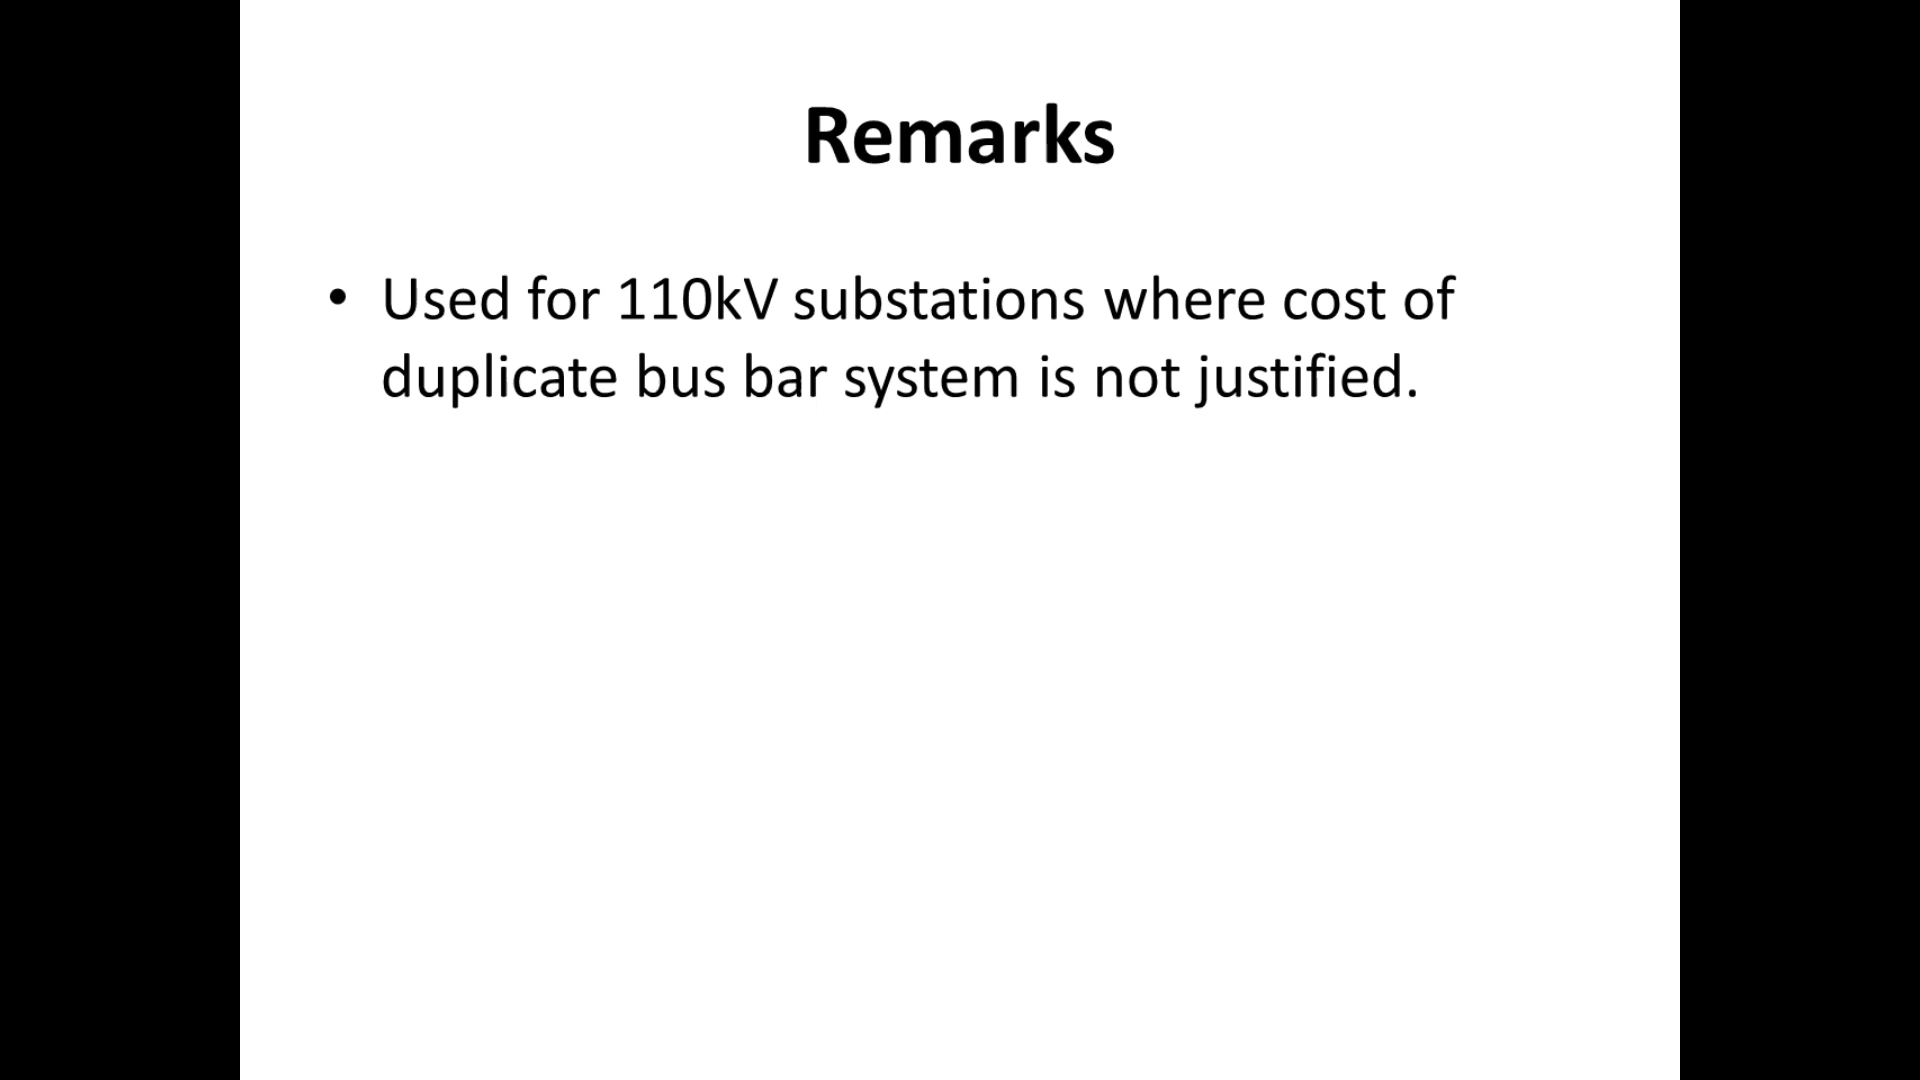 Remarks
• Used for 110kV substations where cost of
duplicate bus bar system is not justified.